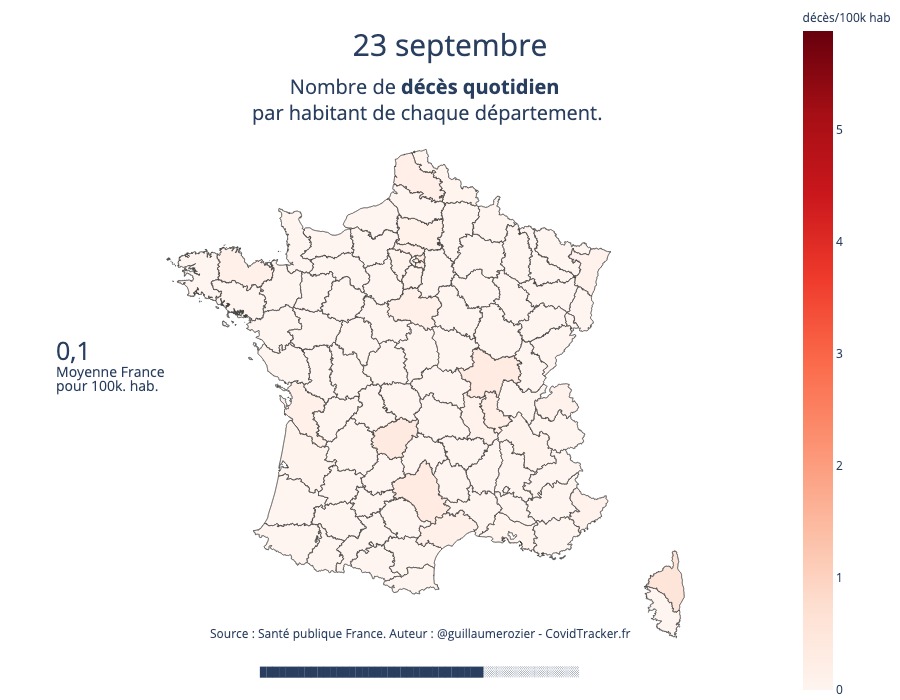 décès/100k hab
23 septembre
Nombre de décès quotidien
par habitant de chaque département.
5
4
3
2
1
0
0,1
Moyenne France
pour 100k. hab.
Source : Santé publique France. Auteur : @guillaumerozier - CovidTracker.fr